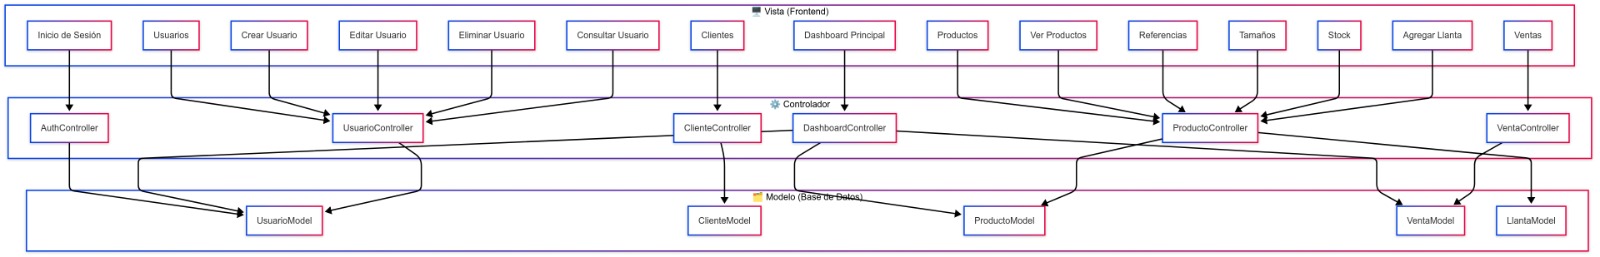 🖥️ Vista (Frontend)
Inicio de Sesión
Usuarios
Crear Usuario
Editar Usuario
Eliminar Usuario
Consultar Usuario
Clientes
Dashboard Principal
Productos
Ver Productos
Referencias
Tamaños
Stock
Agregar Llanta
Ventas
⚙️ Controlador
AuthController
UsuarioController
ClienteController
DashboardController
ProductoController
VentaController
🗂️ Modelo (Base de Datos)
UsuarioModel
ClienteModel
ProductoModel
VentaModel
LlantaModel